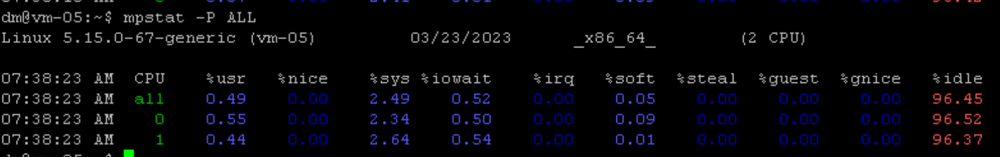 dm@vm-05:~$ mpstat -P ALL
Linux 5.15.0-67-generic (vm-05) 03/23/2023 _x86_64_ (2 CPU)
07:38:23 AM CPU %usr %nice %sys %iowait %irq %soft %steal %guest %gnice %idle
07:38:23 AM all 0.49 0.00 2.49 0.52 0.00 0.05 0.00 0.00 0.00 96.45
07:38:23 AM 0 0.55 0.00 2.34 0.50 0.00 0.09 0.00 0.00 0.00 96.52
07:38:23 AM 1 0.44 0.00 2.64 0.54 0.00 0.01 0.00 0.00 0.00 96.37